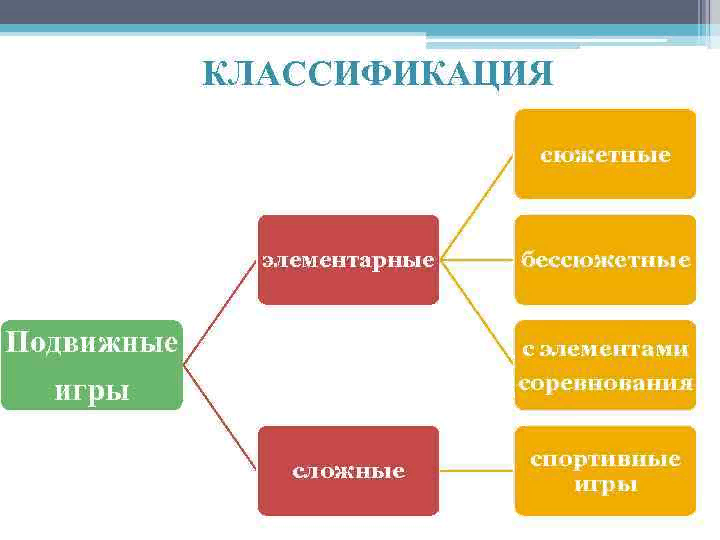 КЛАССИФИКАЦИЯ
сюжетные
элементарные
бессюжетные
Подвижные
игры
с элементами
соревнования
сложные
спортивные
игры